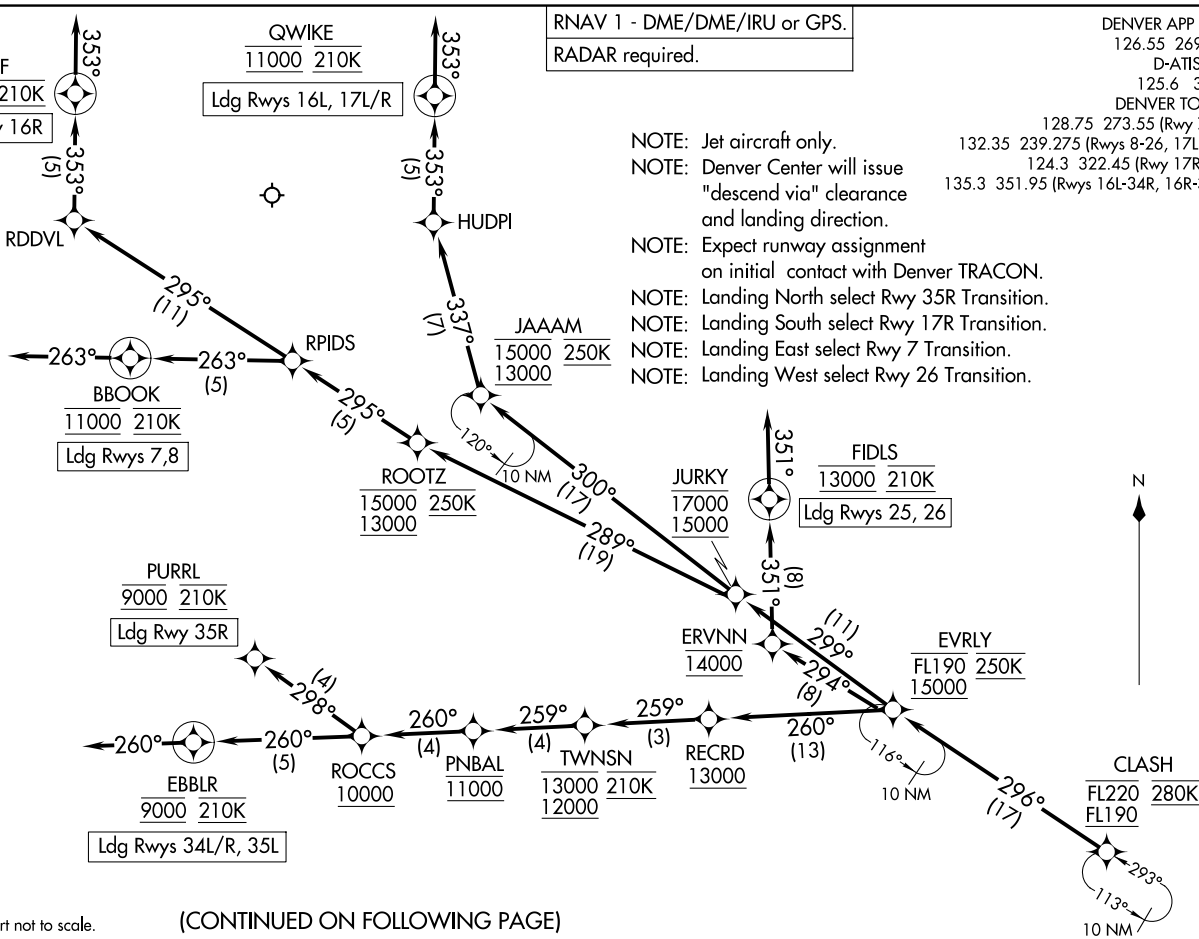 RNAV 1 - DME/DME/IRU or GPS.
RADAR required.
DENVER APP
126.55 269
D-ATIS
125.6 3
DENVER TO
128.75 273.55 (Rwy
132.35 239.275 (Rwys 8-26, 17L
124.3 322.45 (Rwy 17R
135.3 351.95 (Rwys 16L-34R, 16R-
NOTE: Jet aircraft only.
NOTE: Denver Center will issue
"descend via" clearance
and landing direction.
NOTE: Expect runway assignment
on initial contact with Denver TRACON.
NOTE: Landing North select Rwy 35R Transition.
NOTE: Landing South select Rwy 17R Transition.
NOTE: Landing East select Rwy 7 Transition.
NOTE: Landing West select Rwy 26 Transition.
353°
F
210K
16R
353°
(5)
RDDVL
QWIKE
11000 210K
Ldg Rwys 16L, 17L/R
353°
353°
(5)
HUDPI
295°
(11)
337°
(7)
JAAAM
15000 250K
13000
RPIDS
263°
263°
(5)
BBOOK
11000 210K
Ldg Rwys 7,8
295°
(5)
ROOTZ
15000 250K
13000
120°
10 NM
300°
(17)
289°
(19)
JURKY
17000
15000
351°
FIDLS
13000 210K
Ldg Rwys 25, 26
351°
(8)
N
PURRL
9000 210K
Ldg Rwy 35R
ERVNN
14000
(11)
299°
294°
(8)
EVRLY
FL190 250K
15000
(4)
298°
260°
260°
(5)
260°
(4)
259°
(4)
259°
(3)
260°
(13)
116°
10 NM
EBBLR
9000 210K
Ldg Rwys 34L/R, 35L
ROCCS
10000
PNBAL
11000
TWNSN
13000 210K
12000
RECRD
13000
296°
(17)
CLASH
FL220 280K
FL190
293°
113°
10 NM
rt not to scale.
(CONTINUED ON FOLLOWING PAGE)